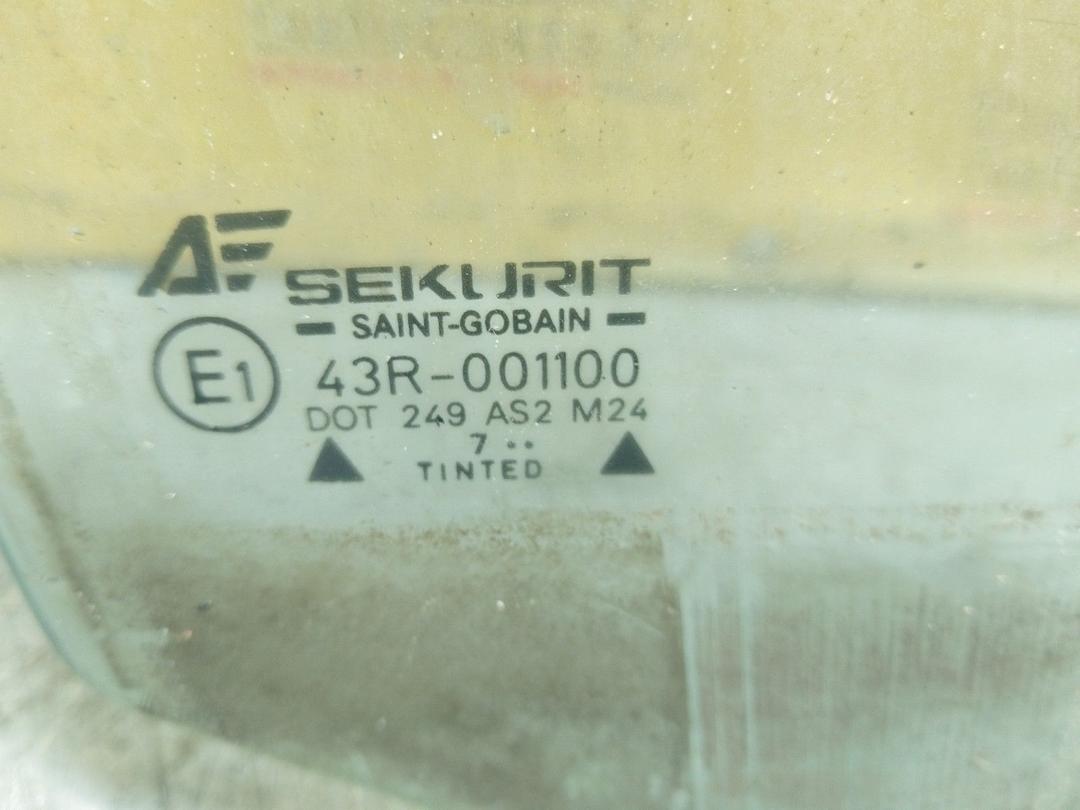 AF SEKURIT
SAINT-GOBAIN
E1 43R-001100
DOT 249 AS2 M24
7 ··
TINTED